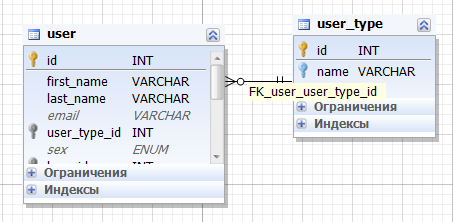 user
id INT
first_name VARCHAR
last_name VARCHAR
email VARCHAR
user_type_id INT
sex ENUM
Ограничения
Индексы
FK_user_user_type_id
user_type
id INT
name VARCHAR
Ограничения
Индексы